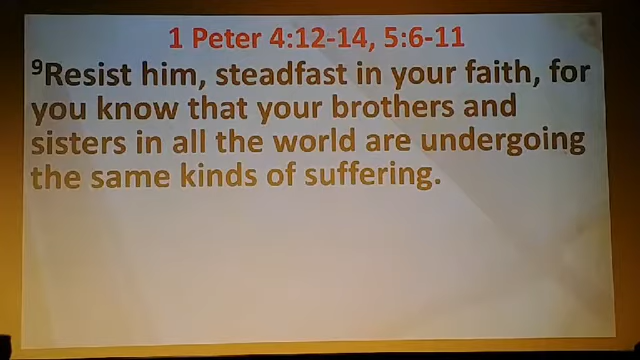 1 Peter 4:12-14, 5:6-11
⁹Resist him, steadfast in your faith, for
you know that your brothers and
sisters in all the world are undergoing
the same kinds of suffering.